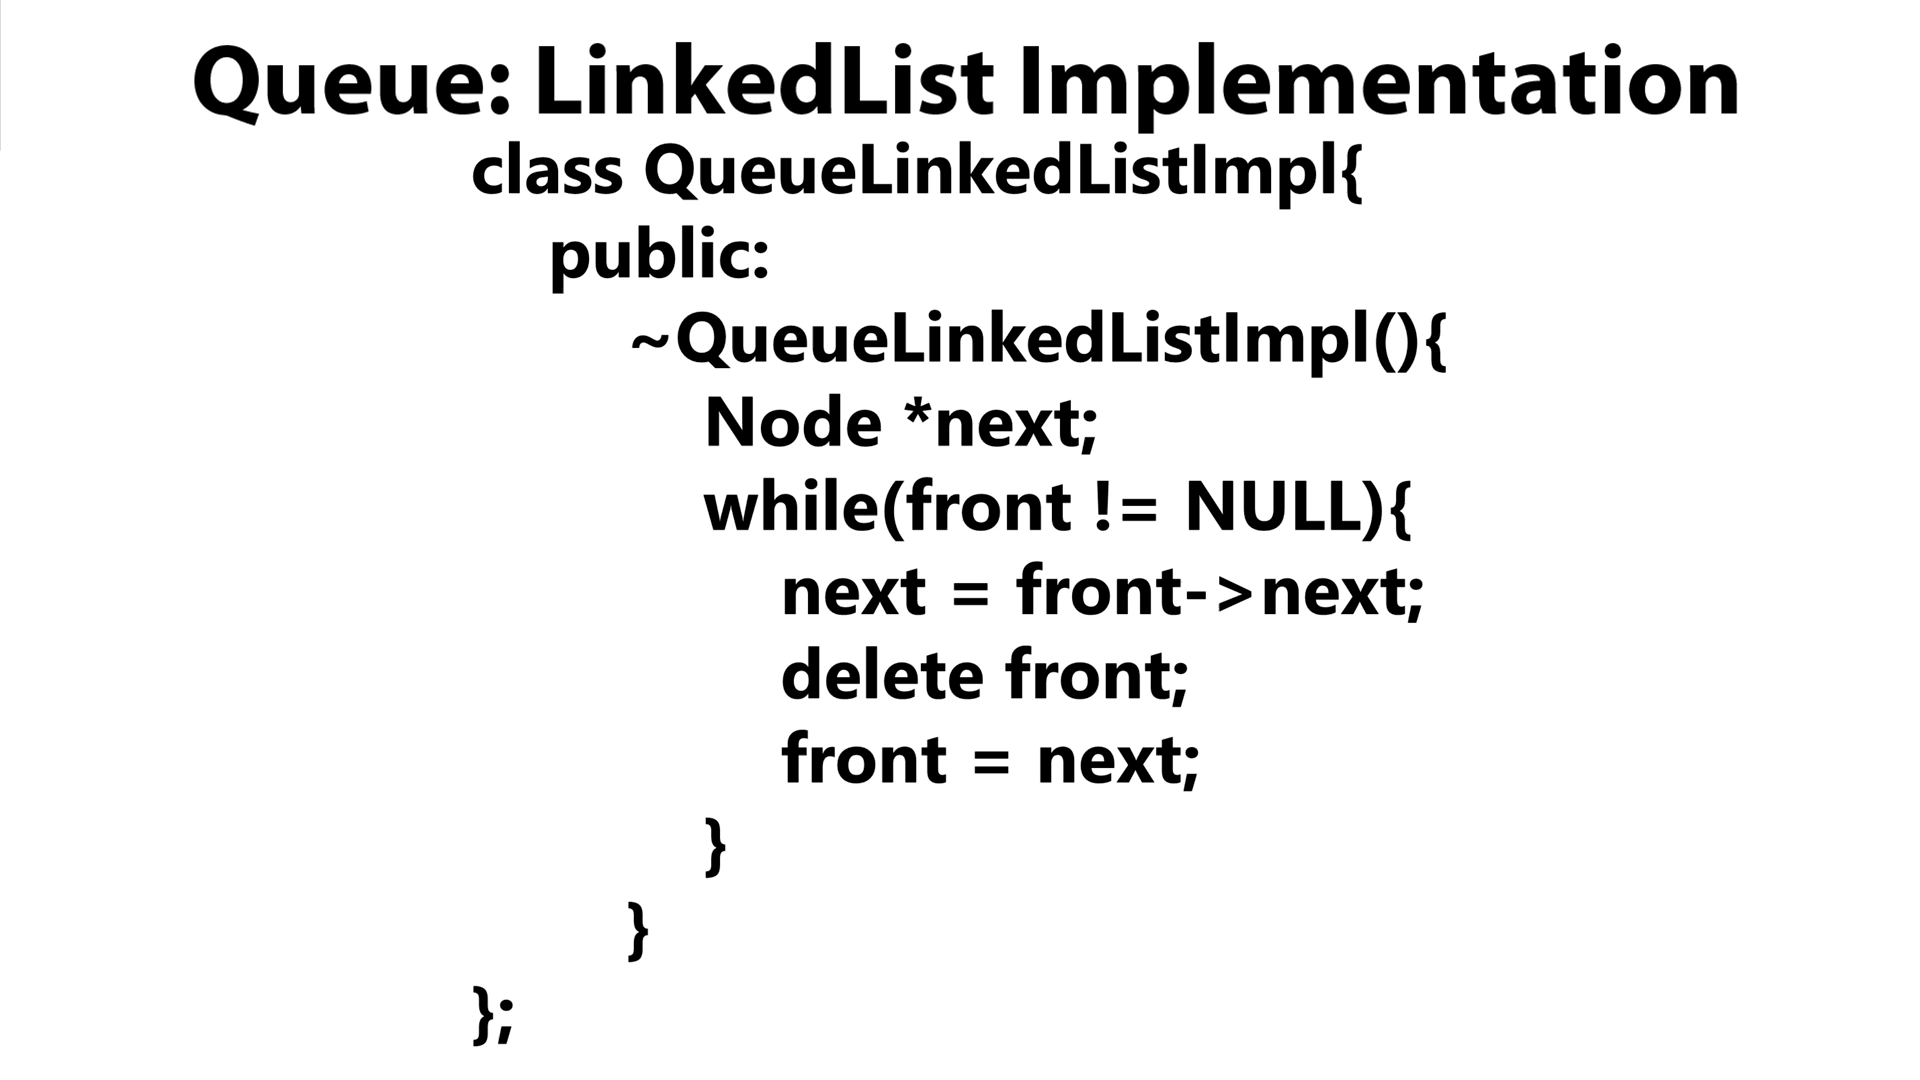 Queue: LinkedList Implementation
class QueueLinkedListImpl{
public:
~QueueLinkedListImpl(){
Node *next;
while(front != NULL){
next = front->next;
delete front;
front = next;
}
}
};